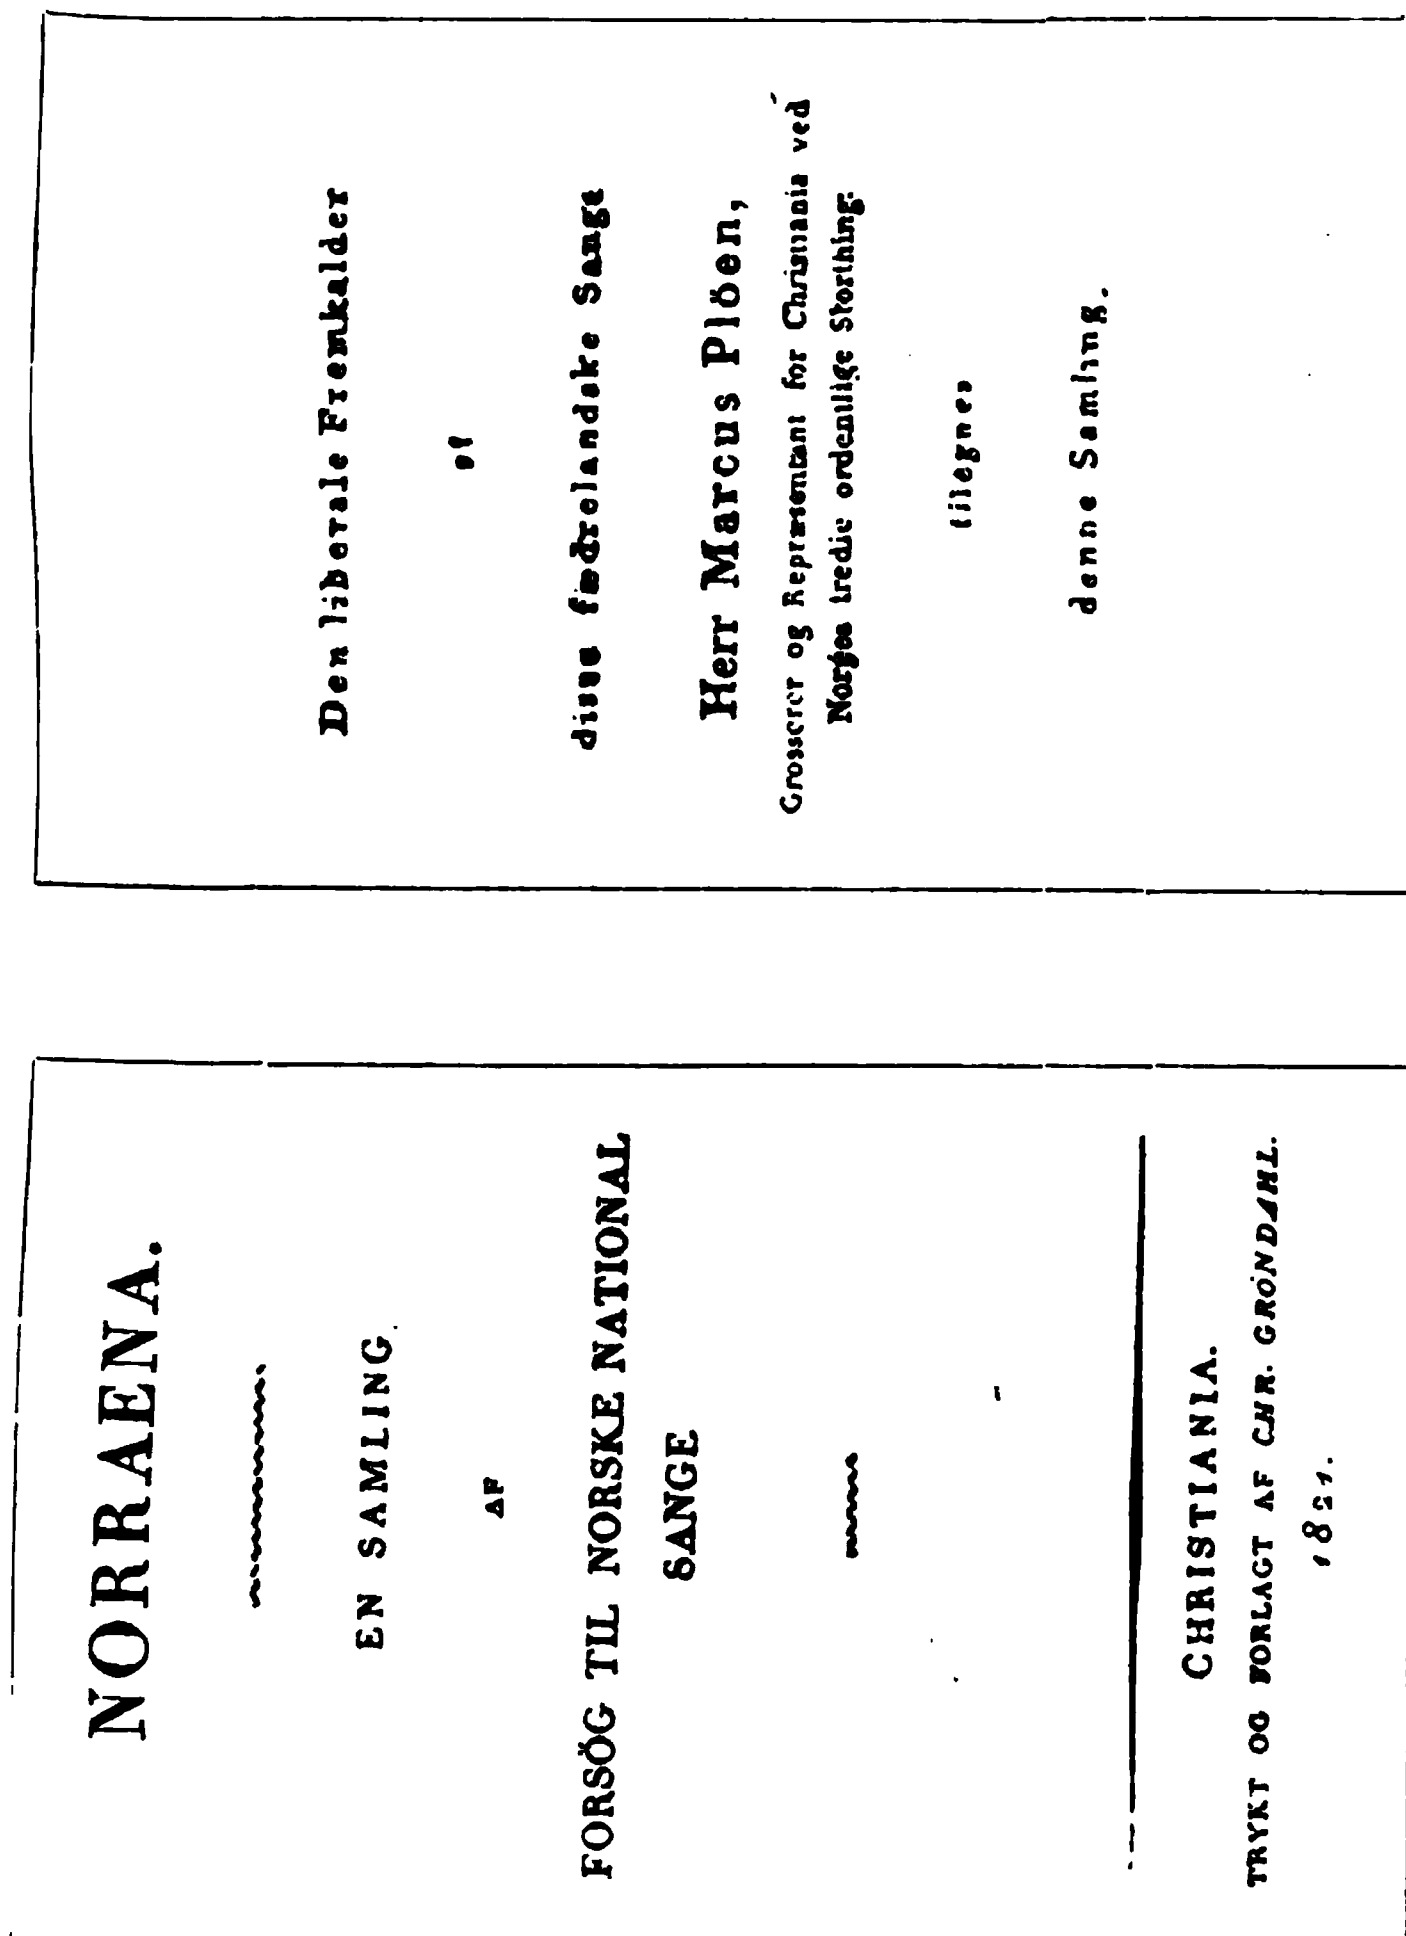 NORRAENA.
EN SAMLING
AF
FORSÖG TIL NORSKE NATIONAL
SANGE
CHRISTIANIA.
TRYKT OG FORLAGT AF CHR. GRÖNDAHL.
1821.
Den liberale Fremkalder
af
disse fædrelandske Sange
Herr Marcus Plöen,
Grosserer og Repræsentant for Christiania ved
Norges tredie ordentlige Storthing.
tilegnes
denne Samling.